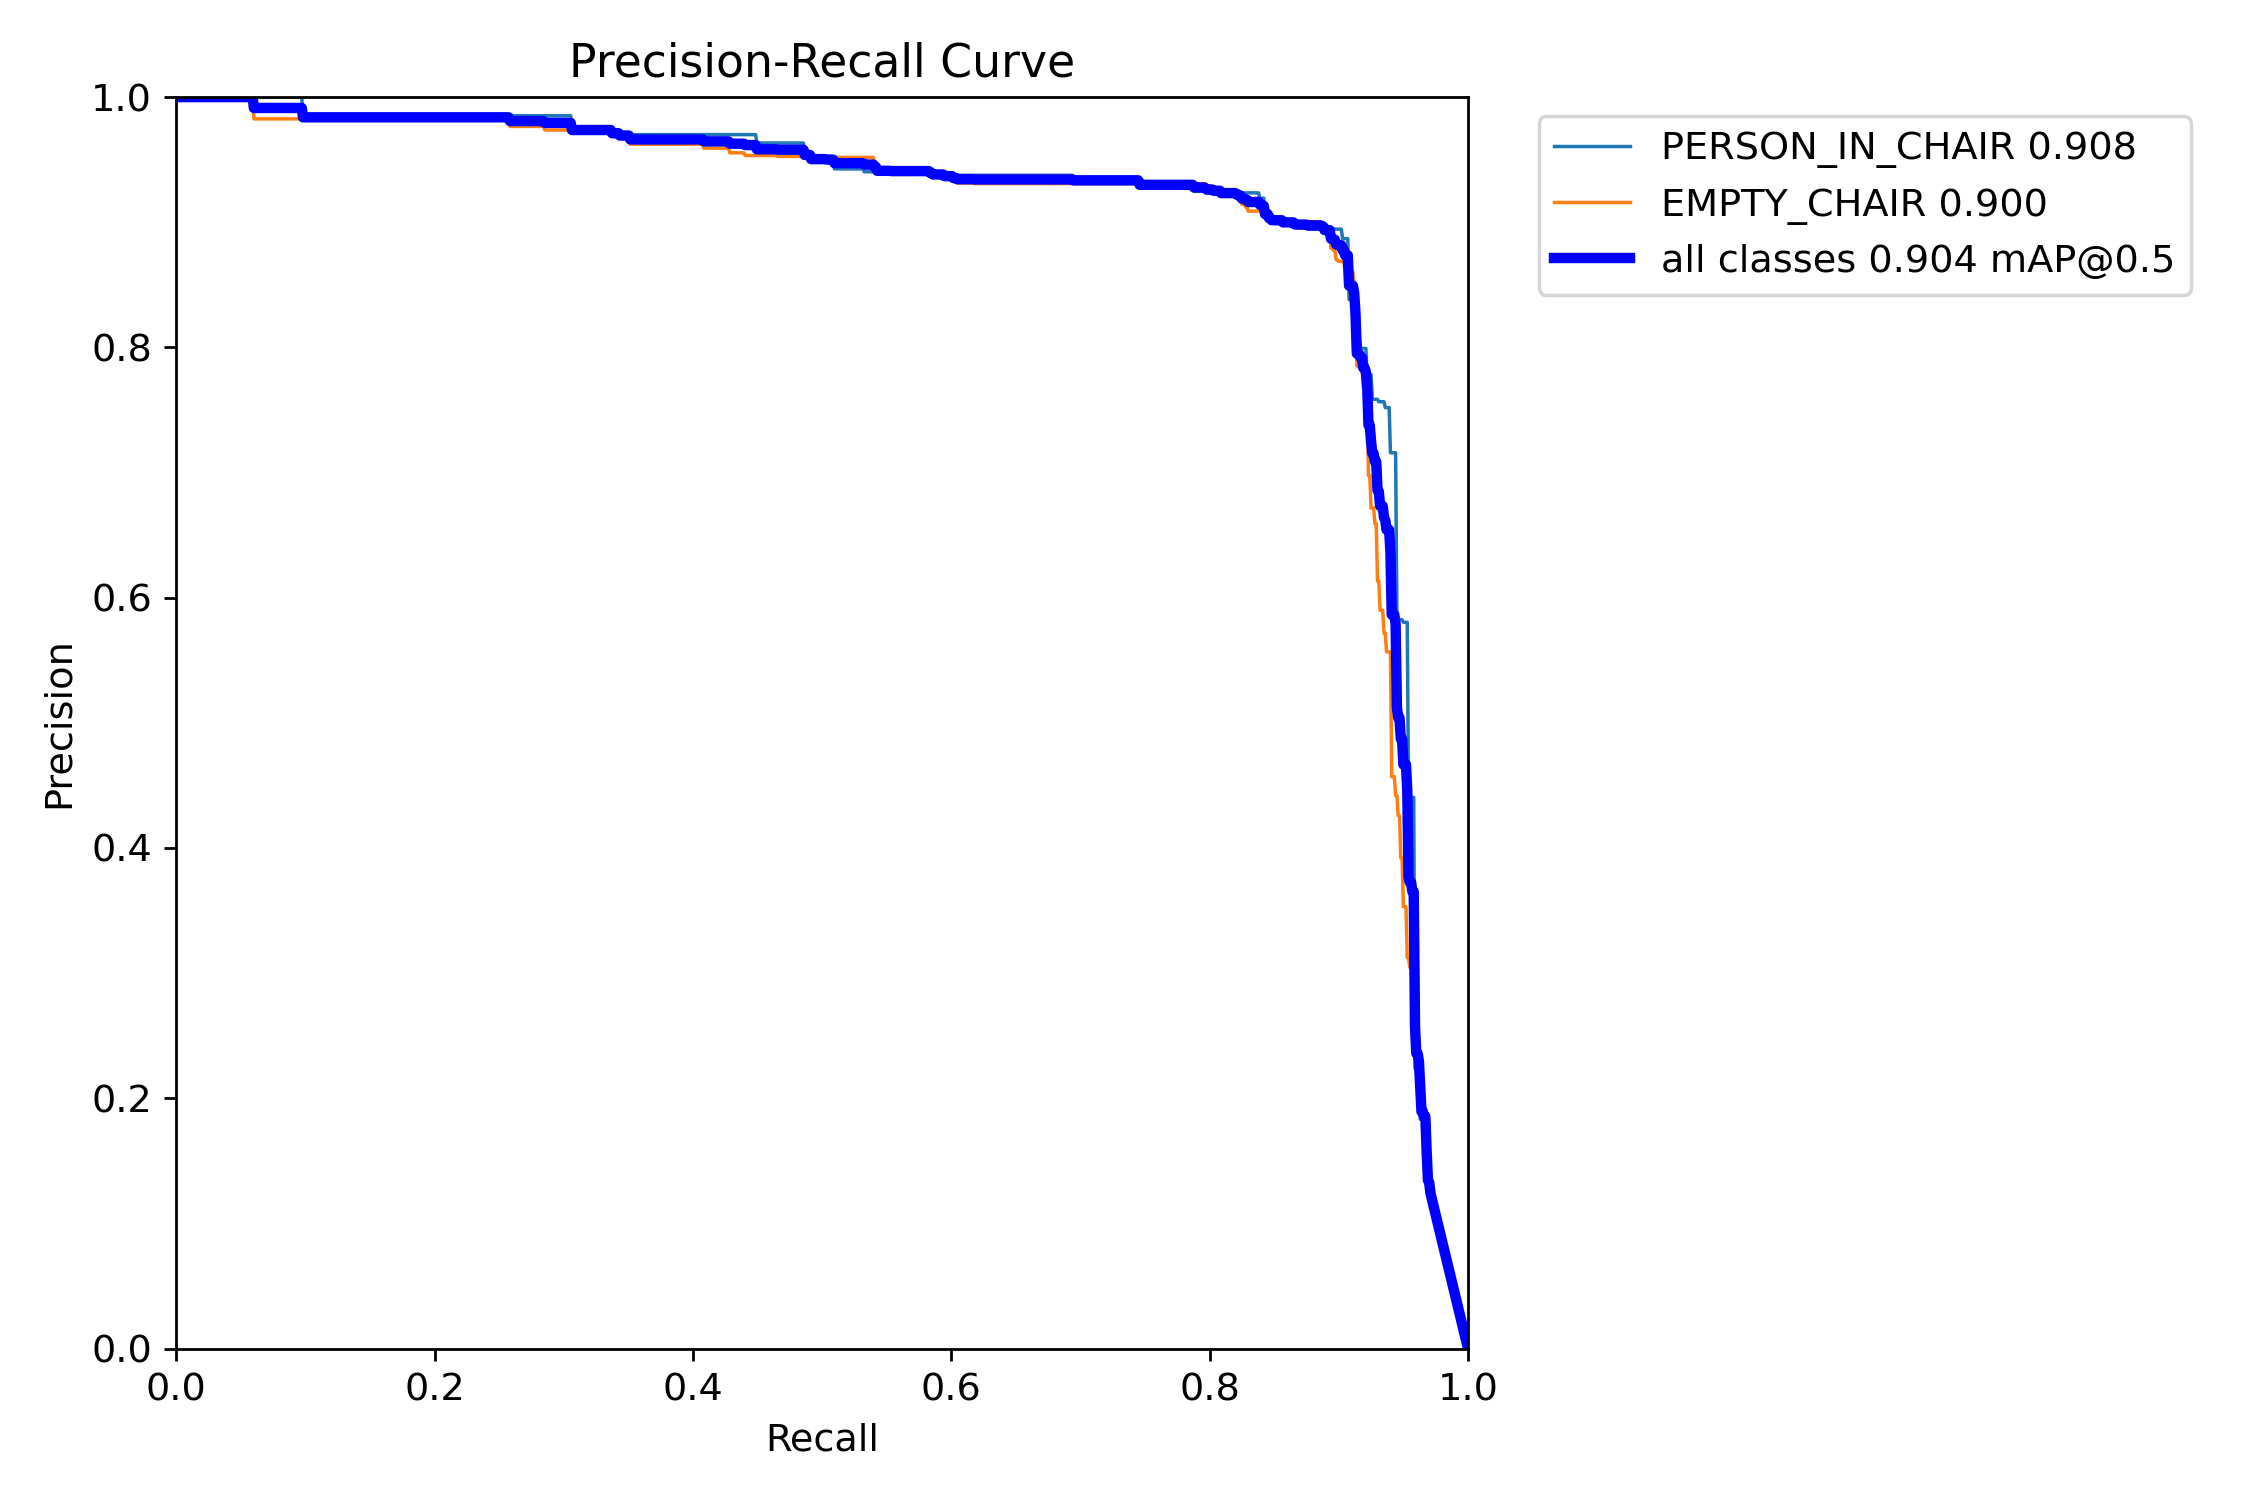 Precision-Recall Curve
PERSON_IN_CHAIR 0.908
EMPTY_CHAIR 0.900
all classes 0.904 mAP@0.5
Precision
1.0
0.8
0.6
0.4
0.2
0.0
0.0 0.2 0.4 0.6 0.8 1.0
Recall